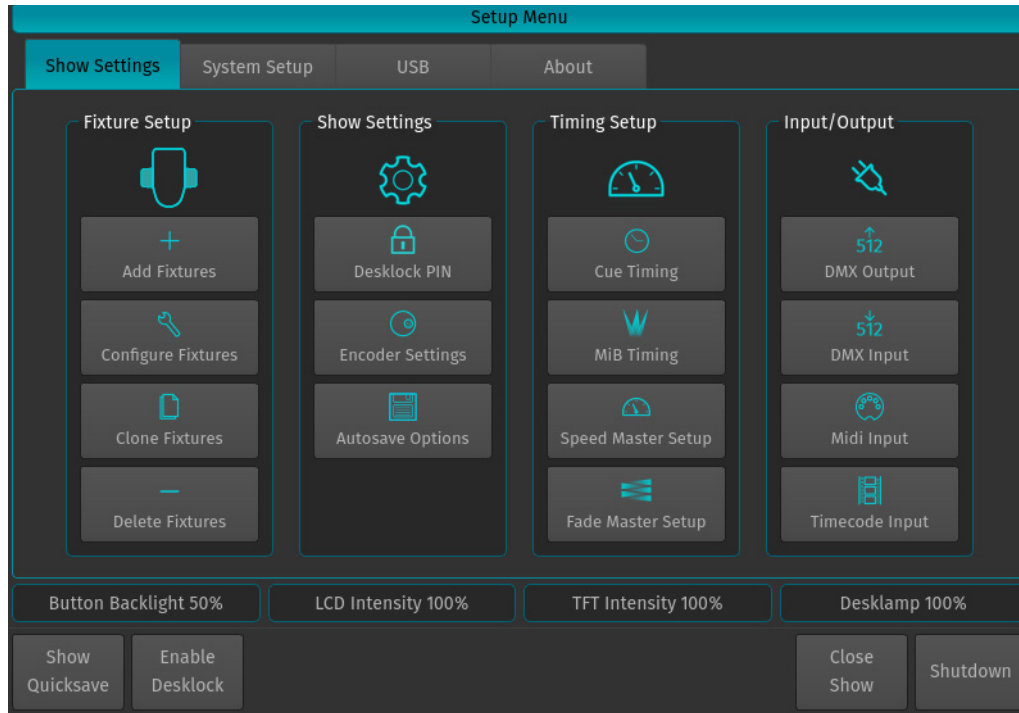 Setup Menu
Show Settings
System Setup
USB
About
Fixture Setup
Add Fixtures
Configure Fixtures
Clone Fixtures
Delete Fixtures
Show Settings
Desklock PIN
Encoder Settings
Autosave Options
Timing Setup
Cue Timing
MiB Timing
Speed Master Setup
Fade Master Setup
Input/Output
512
DMX Output
512
DMX Input
Midi Input
Timecode Input
Button Backlight 50%
LCD Intensity 100%
TFT Intensity 100%
Desklamp 100%
Show
Quicksave
Enable
Desklock
Close
Show
Shutdown